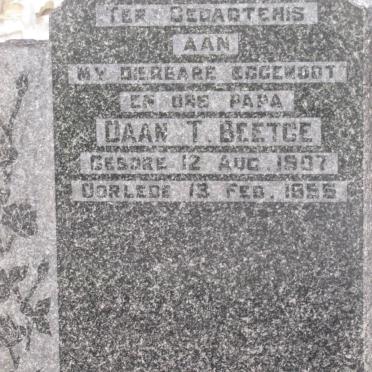 TER GEDAGTENIS
AAN
MY DIERBARE EGGENOOT
EN ONS PAPA
DAAN T. BEETGE
GEBORE 12 AUG. 1907
OORLEDE 13 FEB. 1955